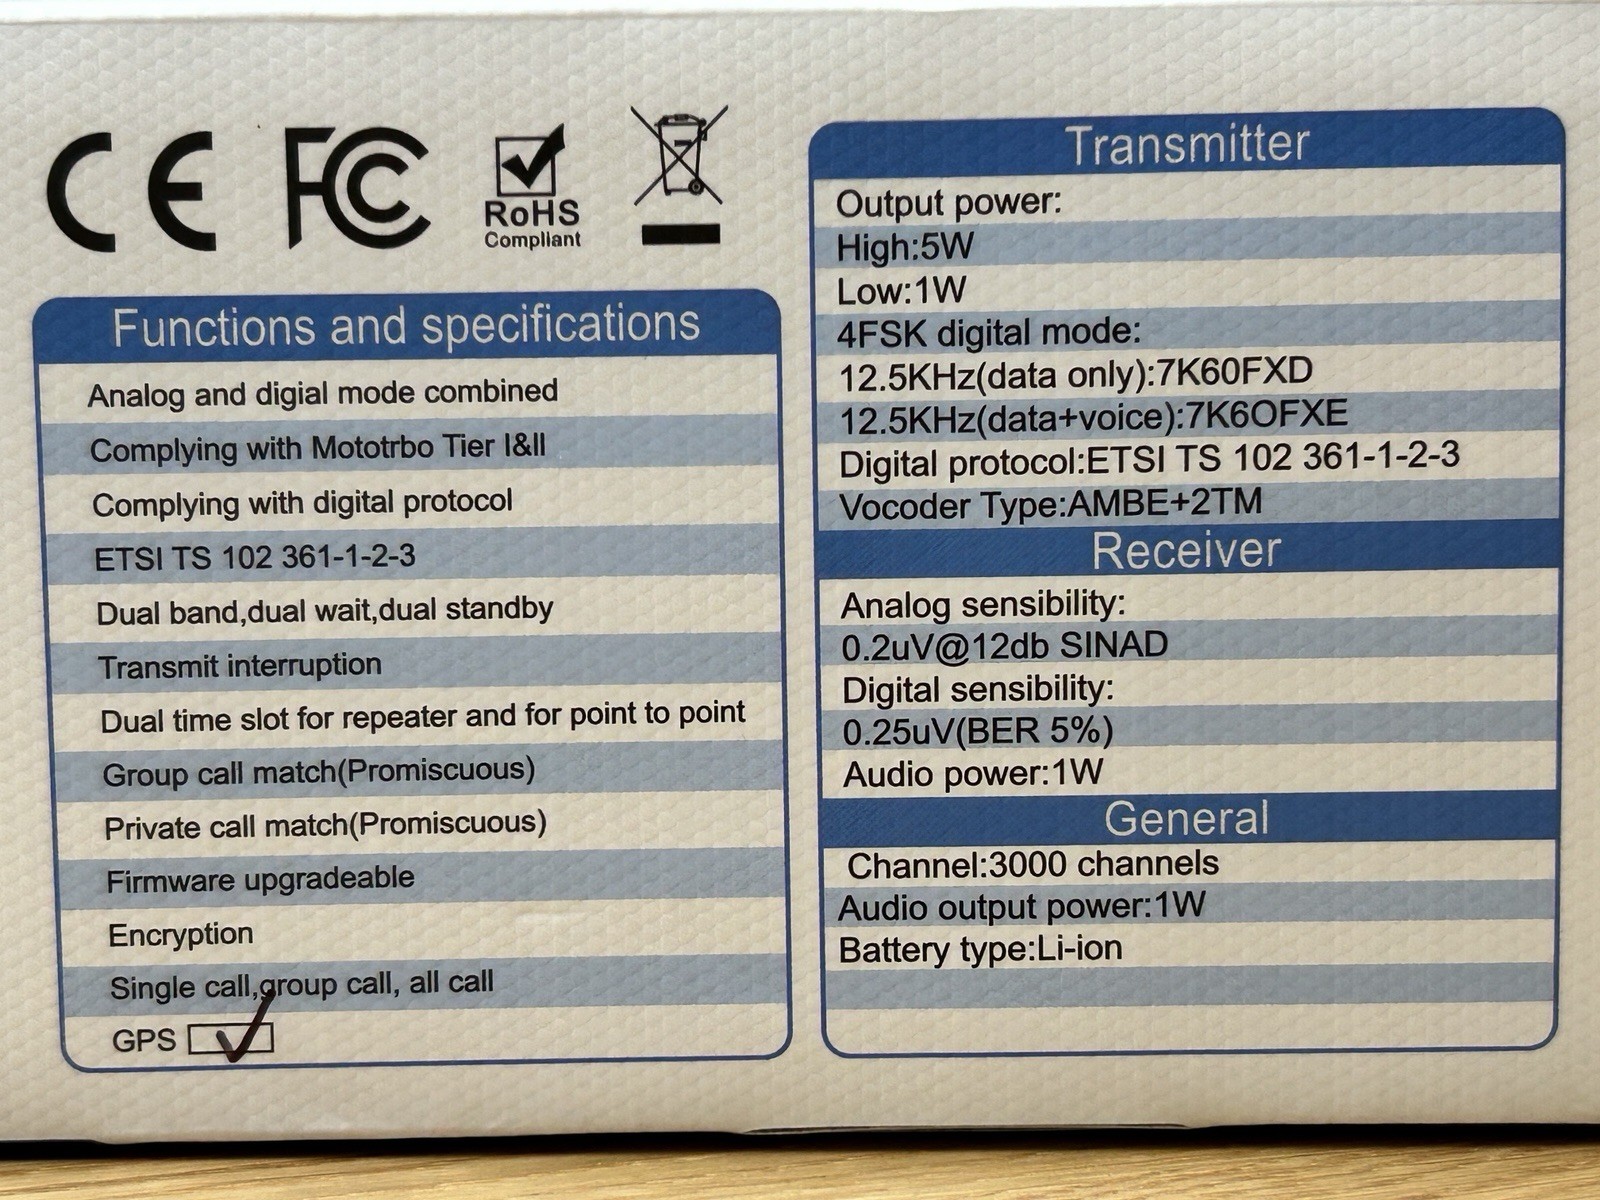 CE FC
RoHS
Compliant
Functions and specifications
Analog and digial mode combined
Complying with Mototrbo Tier I&II
Complying with digital protocol
ETSI TS 102 361-1-2-3
Dual band,dual wait,dual standby
Transmit interruption
Dual time slot for repeater and for point to point
Group call match(Promiscuous)
Private call match(Promiscuous)
Firmware upgradeable
Encryption
Single call,group call, all call
GPS
Transmitter
Output power:
High:5W
Low:1W
4FSK digital mode:
12.5KHz(data only):7K60FXD
12.5KHz(data+voice):7K6OFXE
Digital protocol:ETSI TS 102 361-1-2-3
Vocoder Type:AMBE+2TM
Receiver
Analog sensibility:
0.2uV@12db SINAD
Digital sensibility:
0.25uV(BER 5%)
Audio power:1W
General
Channel:3000 channels
Audio output power:1W
Battery type:Li-ion